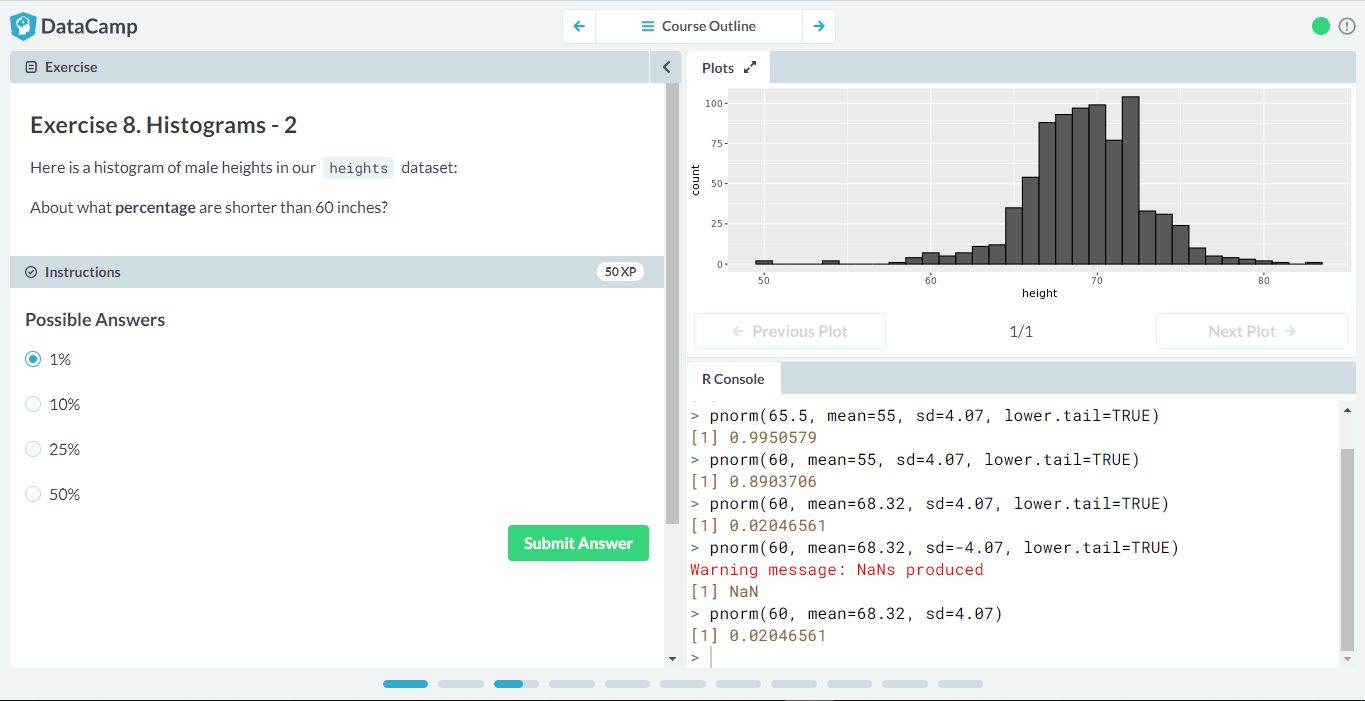 DataCamp
Course Outline
Exercise
Exercise 8. Histograms - 2
Here is a histogram of male heights in our heights dataset:
About what percentage are shorter than 60 inches?
Instructions
50 XP
Possible Answers
1%
10%
25%
50%
Submit Answer
Plots
100
75
50
25
0
count
50 60 70 80
height
Previous Plot
1/1
Next Plot
R Console
> pnorm(65.5, mean=55, sd=4.07, lower.tail=TRUE)
[1] 0.9950579
> pnorm(60, mean=55, sd=4.07, lower.tail=TRUE)
[1] 0.8903706
> pnorm(60, mean=68.32, sd=4.07, lower.tail=TRUE)
[1] 0.02046561
> pnorm(60, mean=68.32, sd=-4.07, lower.tail=TRUE)
Warning message: NaNs produced
[1] NaN
> pnorm(60, mean=68.32, sd=4.07)
[1] 0.02046561
>